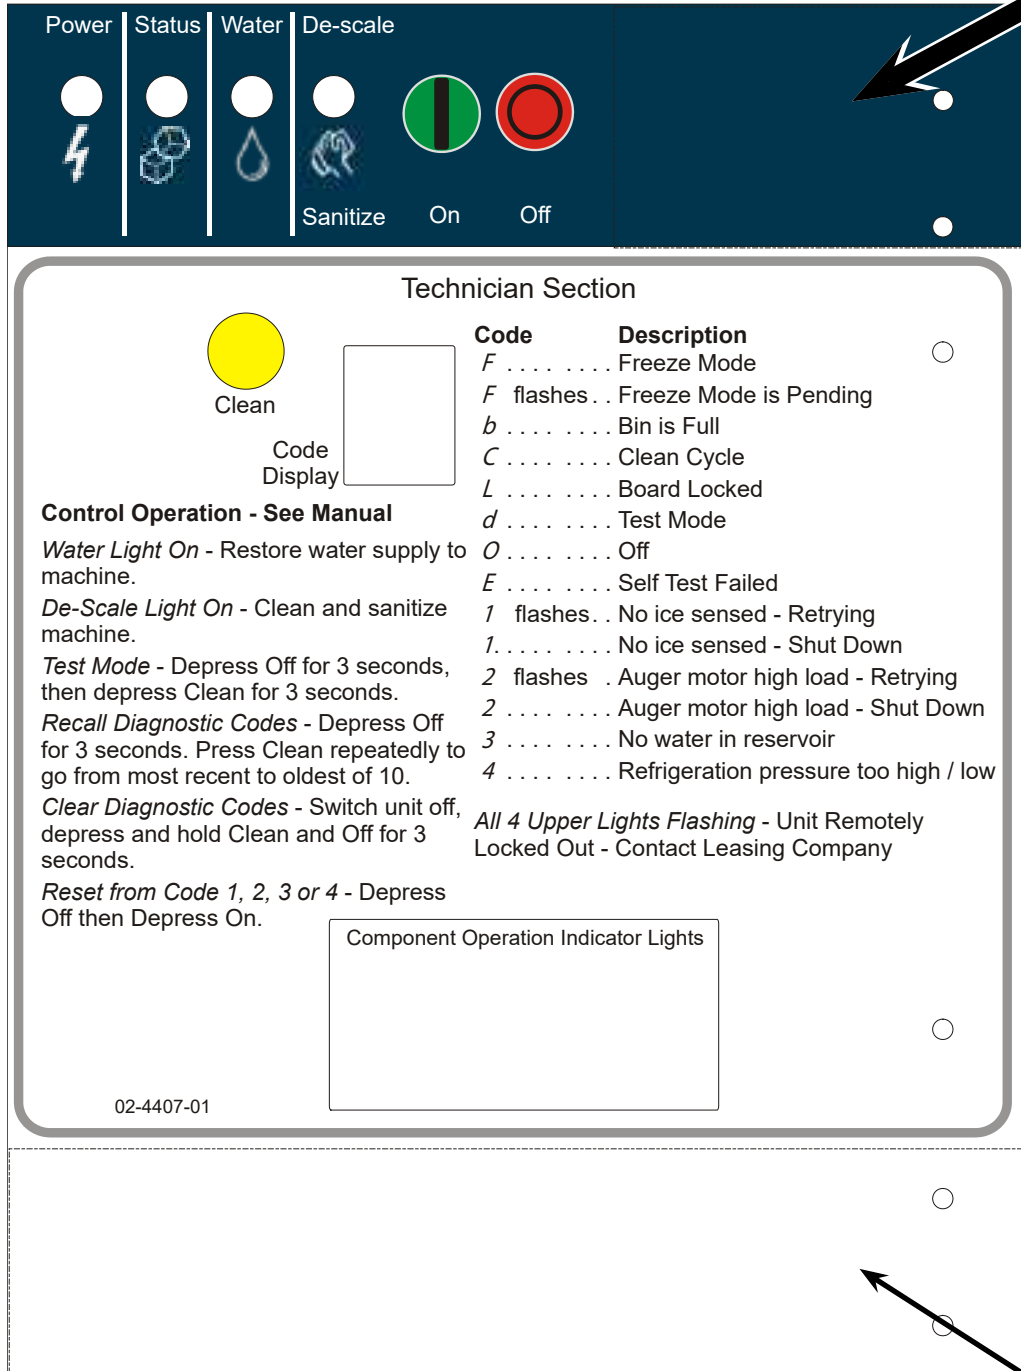 Power Status Water De-scale
Sanitize On Off
Technician Section
Clean
Code
Display
Control Operation - See Manual
Water Light On - Restore water supply to
machine.
De-Scale Light On - Clean and sanitize
machine.
Test Mode - Depress Off for 3 seconds,
then depress Clean for 3 seconds.
Recall Diagnostic Codes - Depress Off
for 3 seconds. Press Clean repeatedly to
go from most recent to oldest of 10.
Clear Diagnostic Codes - Switch unit off,
depress and hold Clean and Off for 3
seconds.
Reset from Code 1, 2, 3 or 4 - Depress
Off then Depress On.
Code Description
F . . . . . . . . Freeze Mode
F flashes . . Freeze Mode is Pending
b . . . . . . . . Bin is Full
C . . . . . . . . Clean Cycle
L . . . . . . . . Board Locked
d . . . . . . . . Test Mode
O . . . . . . . . Off
E . . . . . . . . Self Test Failed
1 flashes . . No ice sensed - Retrying
1. . . . . . . . . No ice sensed - Shut Down
2 flashes . Auger motor high load - Retrying
2 . . . . . . . . Auger motor high load - Shut Down
3 . . . . . . . . No water in reservoir
4 . . . . . . . . Refrigeration pressure too high / low
All 4 Upper Lights Flashing - Unit Remotely
Locked Out - Contact Leasing Company
Component Operation Indicator Lights
02-4407-01